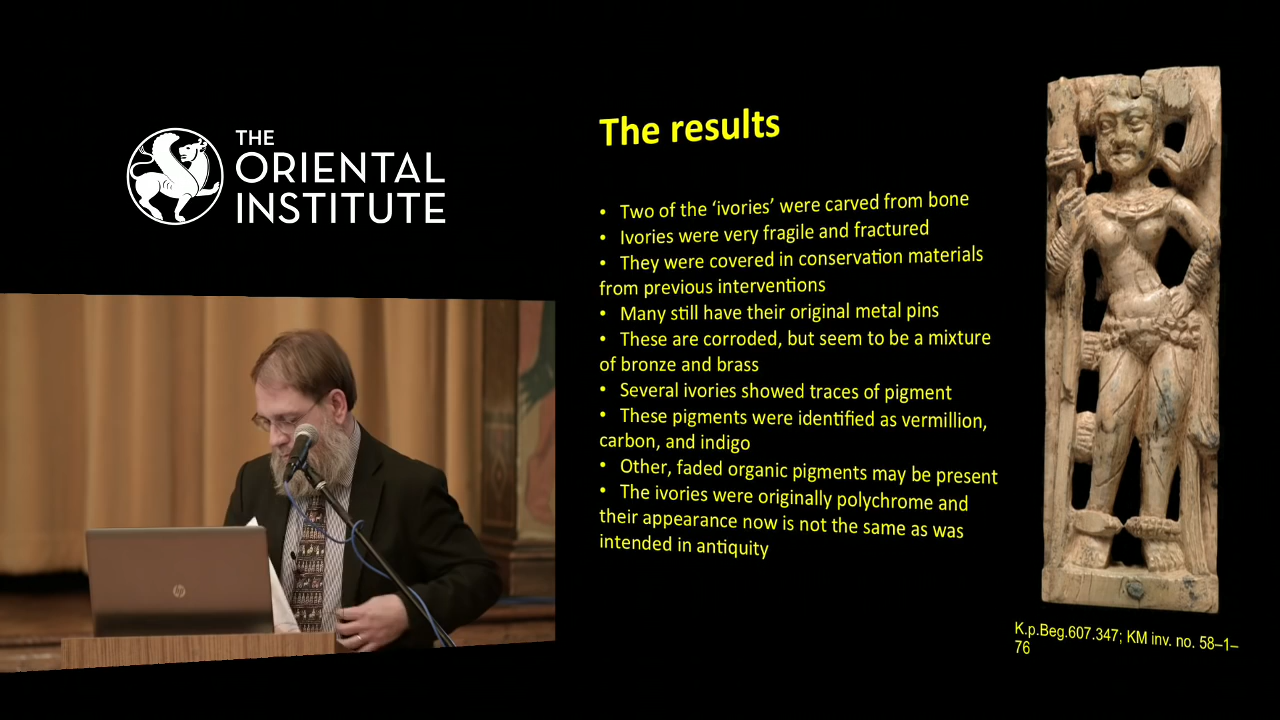 THE
ORIENTAL
INSTITUTE
The results
• Two of the ‘ivories’ were carved from bone
• Ivories were very fragile and fractured
• They were covered in conservation materials
from previous interventions
• Many still have their original metal pins
• These are corroded, but seem to be a mixture
of bronze and brass
• Several ivories showed traces of pigment
• These pigments were identified as vermillion,
carbon, and indigo
• Other, faded organic pigments may be present
• The ivories were originally polychrome and
their appearance now is not the same as was
intended in antiquity
K.p.Beg.607.347; KM inv. no. 58–1–
76
hp